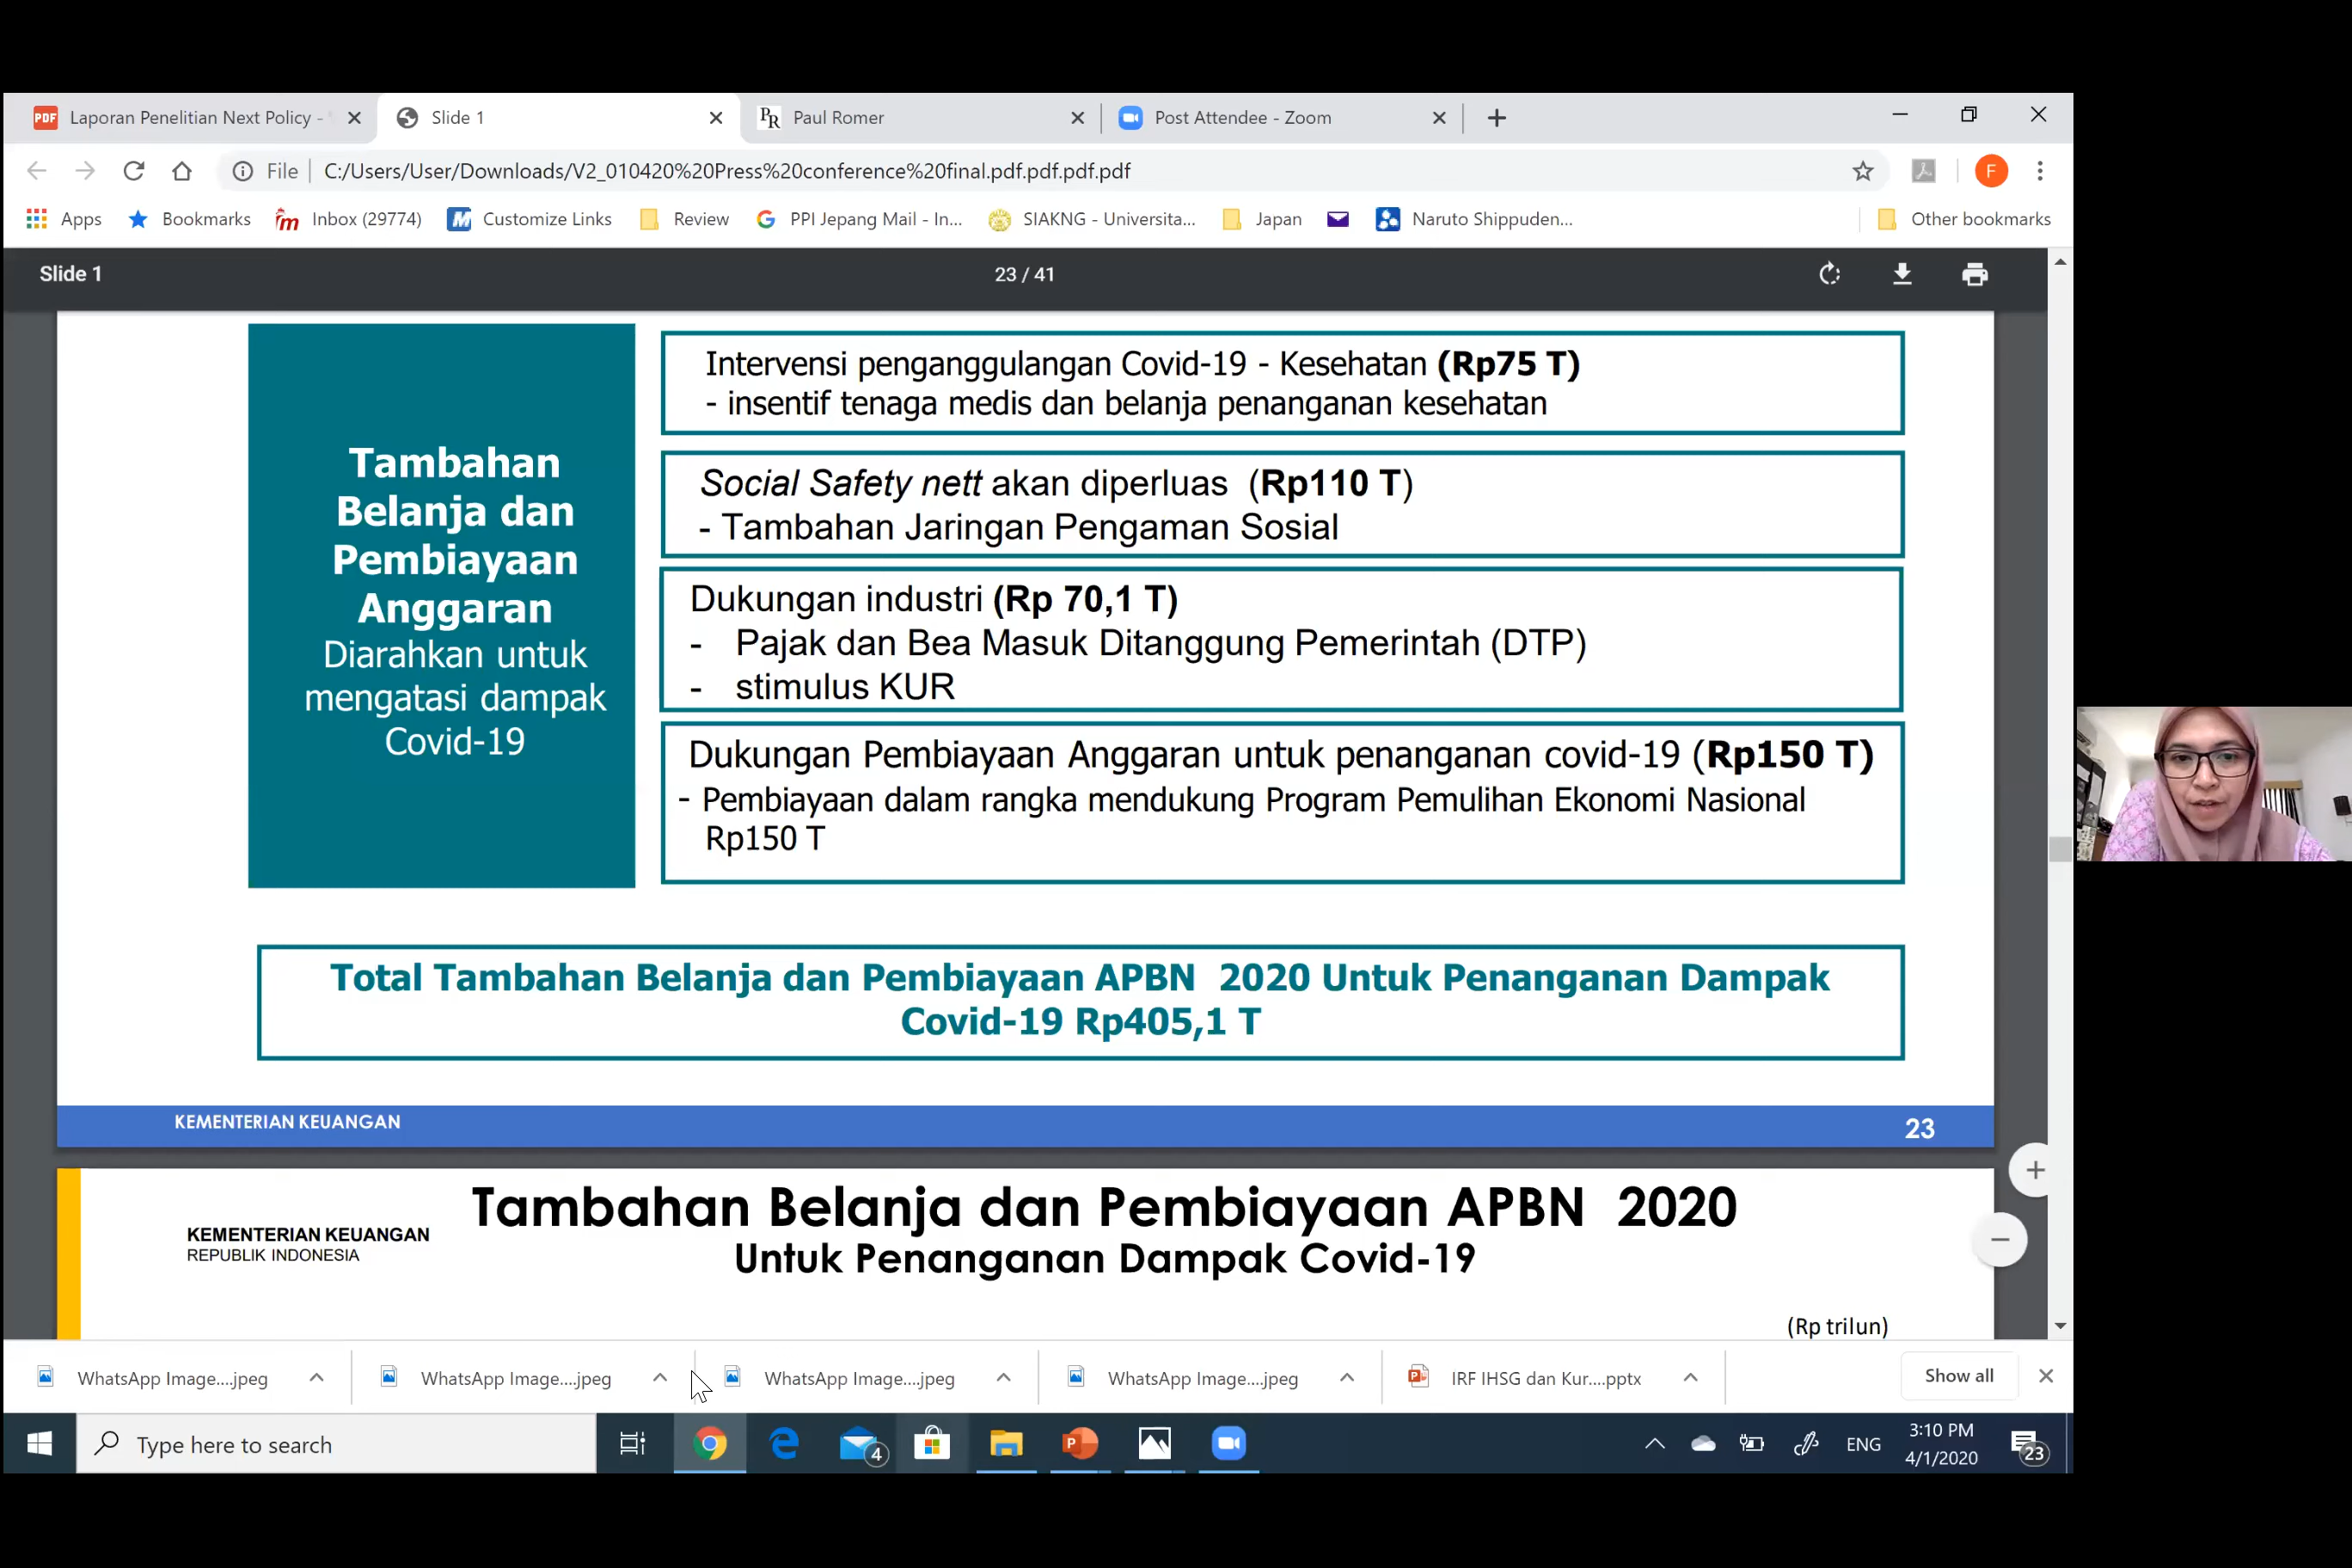 Laporan Penelitian Next Policy -
Slide 1
Paul Romer
Post Attendee - Zoom
File
C:/Users/User/Downloads/V2_010420%20Press%20conference%20final.pdf.pdf.pdf.pdf
F
Apps
Bookmarks
Inbox (29774)
Customize Links
Review
PPI Jepang Mail - In...
SIAKNG - Universita...
Japan
Naruto Shippuden...
Other bookmarks
Slide 1
23 / 41
Tambahan
Belanja dan
Pembiayaan
Anggaran
Diarahkan untuk
mengatasi dampak
Covid-19
Intervensi penganggulangan Covid-19 - Kesehatan (Rp75 T)
- insentif tenaga medis dan belanja penanganan kesehatan
Social Safety nett akan diperluas (Rp110 T)
- Tambahan Jaringan Pengaman Sosial
Dukungan industri (Rp 70,1 T)
- Pajak dan Bea Masuk Ditanggung Pemerintah (DTP)
- stimulus KUR
Dukungan Pembiayaan Anggaran untuk penanganan covid-19 (Rp150 T)
- Pembiayaan dalam rangka mendukung Program Pemulihan Ekonomi Nasional
Rp150 T
Total Tambahan Belanja dan Pembiayaan APBN 2020 Untuk Penanganan Dampak
Covid-19 Rp405,1 T
KEMENTERIAN KEUANGAN
23
KEMENTERIAN KEUANGAN
REPUBLIK INDONESIA
Tambahan Belanja dan Pembiayaan APBN 2020
Untuk Penanganan Dampak Covid-19
(Rp trilun)
WhatsApp Image....jpeg
WhatsApp Image....jpeg
WhatsApp Image....jpeg
WhatsApp Image....jpeg
IRF IHSG dan Kur....pptx
Show all
Type here to search
4
ENG
3:10 PM
4/1/2020
23